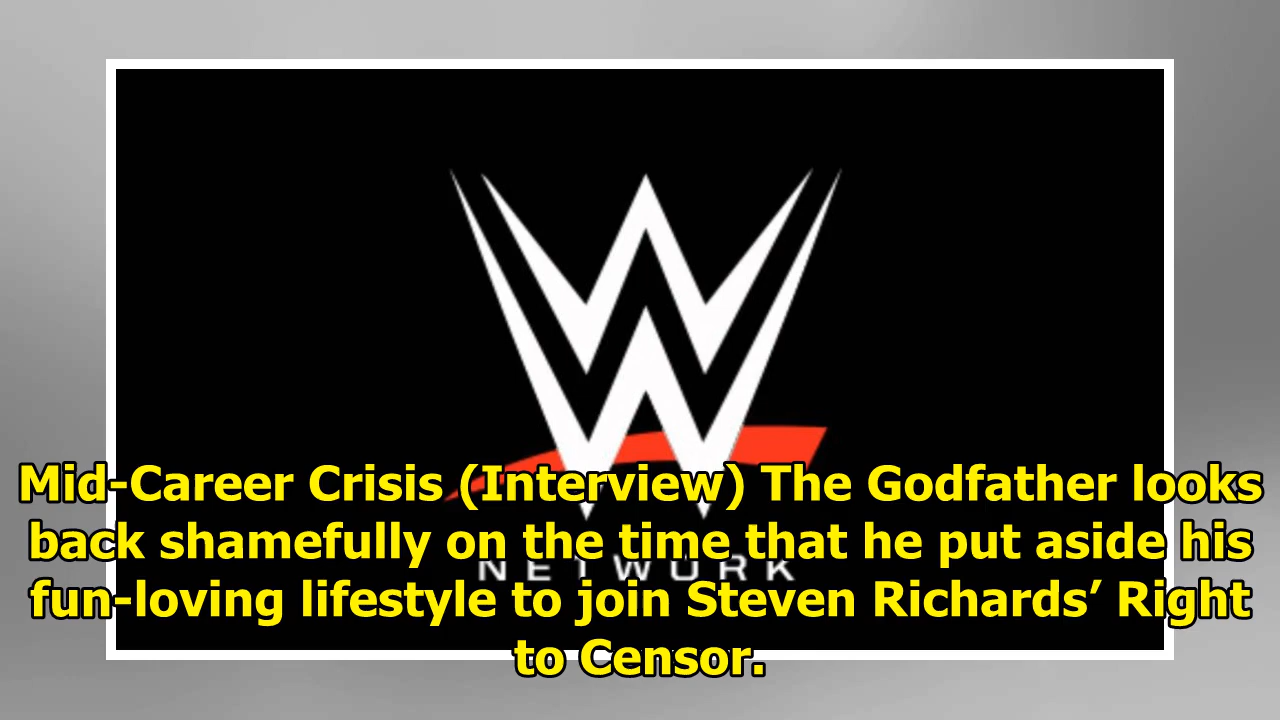 Mid-Career Crisis (Interview) The Godfather looks
back shamefully on the time that he put aside his
NETWORK
fun-loving lifestyle to join Steven Richards’ Right
to Censor.